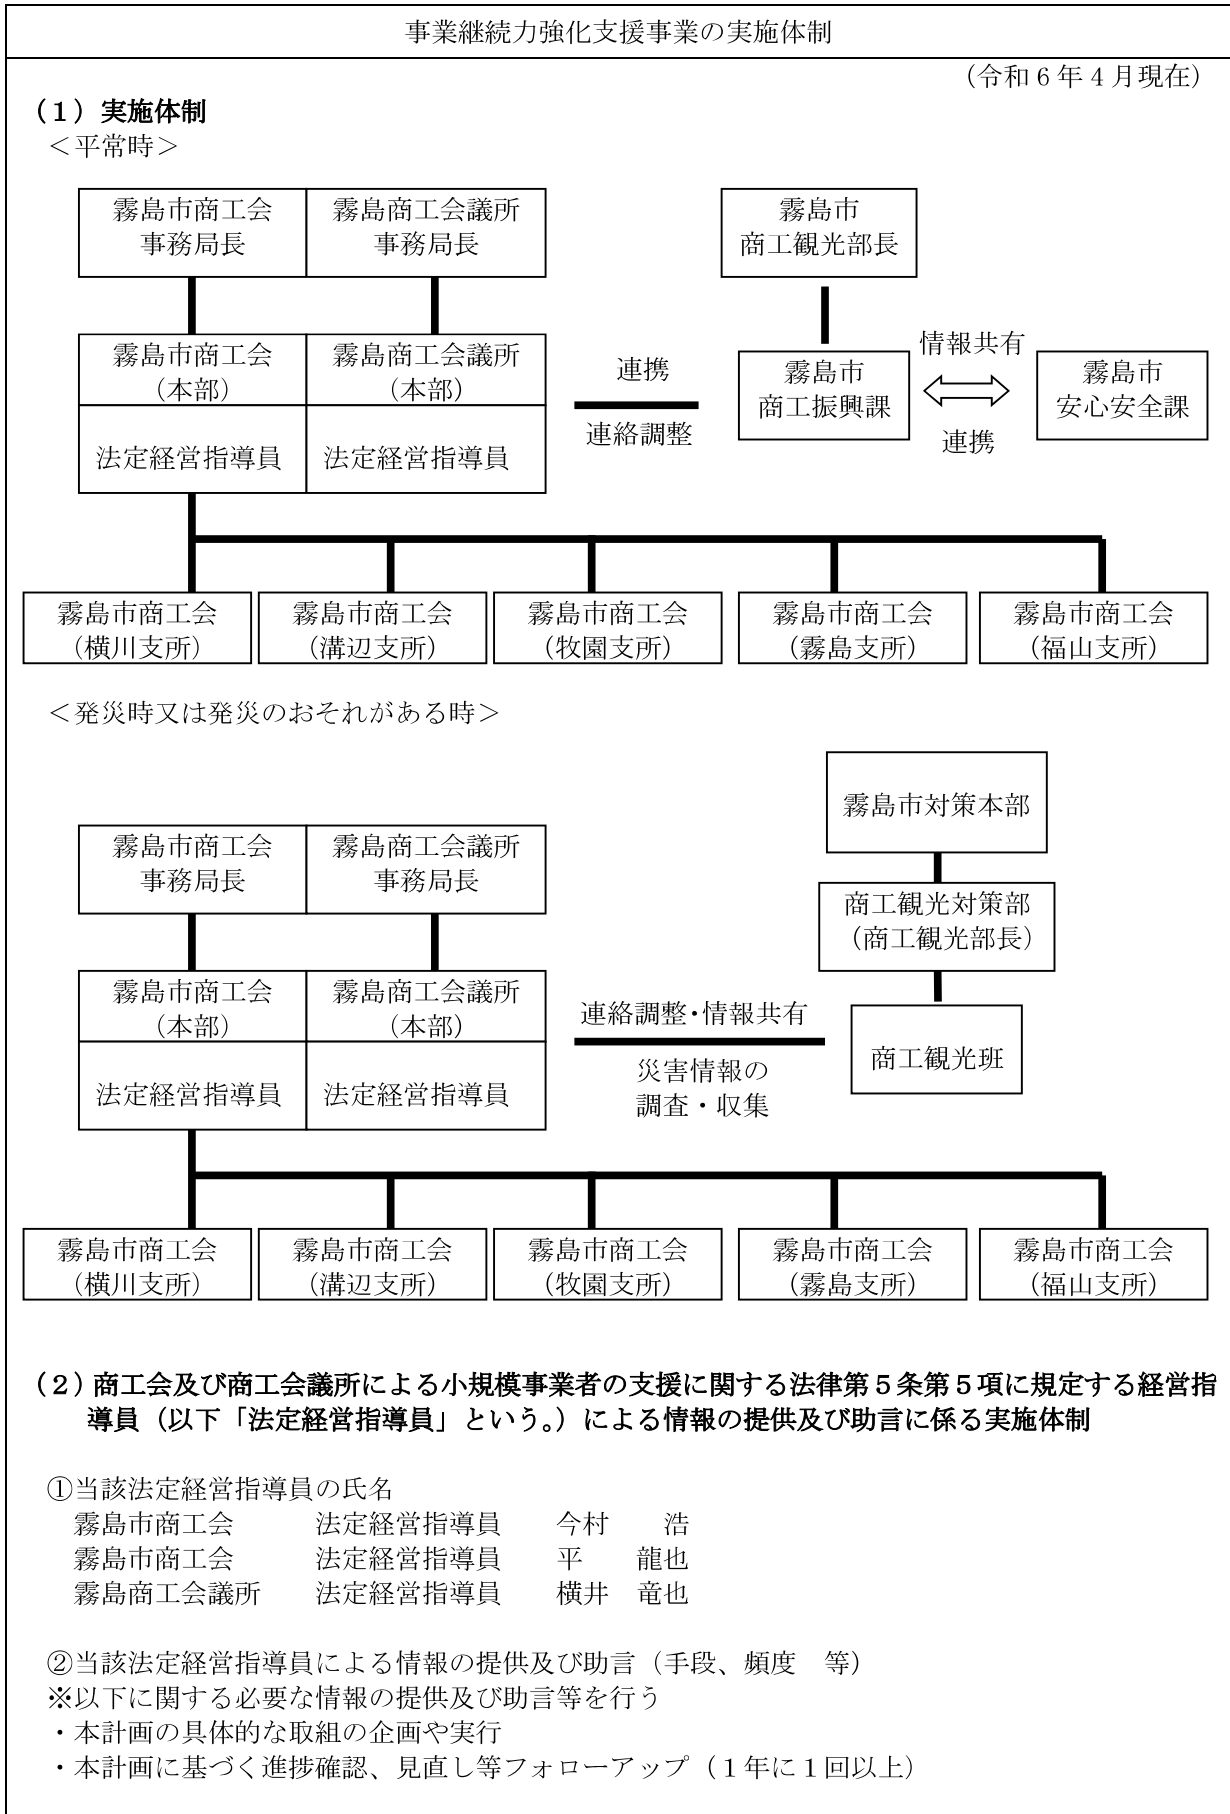 事業継続力強化支援事業の実施体制
（令和６年４月現在）
（１）実施体制
＜平常時＞
霧島市商工会
事務局長
霧島商工会議所
事務局長
霧島市
商工観光部長
霧島市商工会
（本部）
霧島商工会議所
（本部）
法定経営指導員
法定経営指導員
連携
連絡調整
霧島市
商工振興課
情報共有
連携
霧島市
安心安全課
霧島市商工会
（横川支所）
霧島市商工会
（溝辺支所）
霧島市商工会
（牧園支所）
霧島市商工会
（霧島支所）
霧島市商工会
（福山支所）
＜発災時又は発災のおそれがある時＞
霧島市商工会
事務局長
霧島商工会議所
事務局長
霧島市対策本部
商工観光対策部
（商工観光部長）
霧島市商工会
（本部）
霧島商工会議所
（本部）
法定経営指導員
法定経営指導員
連絡調整・情報共有
災害情報の
調査・収集
商工観光班
霧島市商工会
（横川支所）
霧島市商工会
（溝辺支所）
霧島市商工会
（牧園支所）
霧島市商工会
（霧島支所）
霧島市商工会
（福山支所）
（２）商工会及び商工会議所による小規模事業者の支援に関する法律第５条第５項に規定する経営指
導員（以下「法定経営指導員」という。）による情報の提供及び助言に係る実施体制
①当該法定経営指導員の氏名
霧島市商工会　　　法定経営指導員　　今村　　浩
霧島市商工会　　　法定経営指導員　　平　　龍也
霧島商工会議所　　法定経営指導員　　横井　竜也
②当該法定経営指導員による情報の提供及び助言（手段、頻度　等）
※以下に関する必要な情報の提供及び助言等を行う
・本計画の具体的な取組の企画や実行
・本計画に基づく進捗確認、見直し等フォローアップ（１年に１回以上）